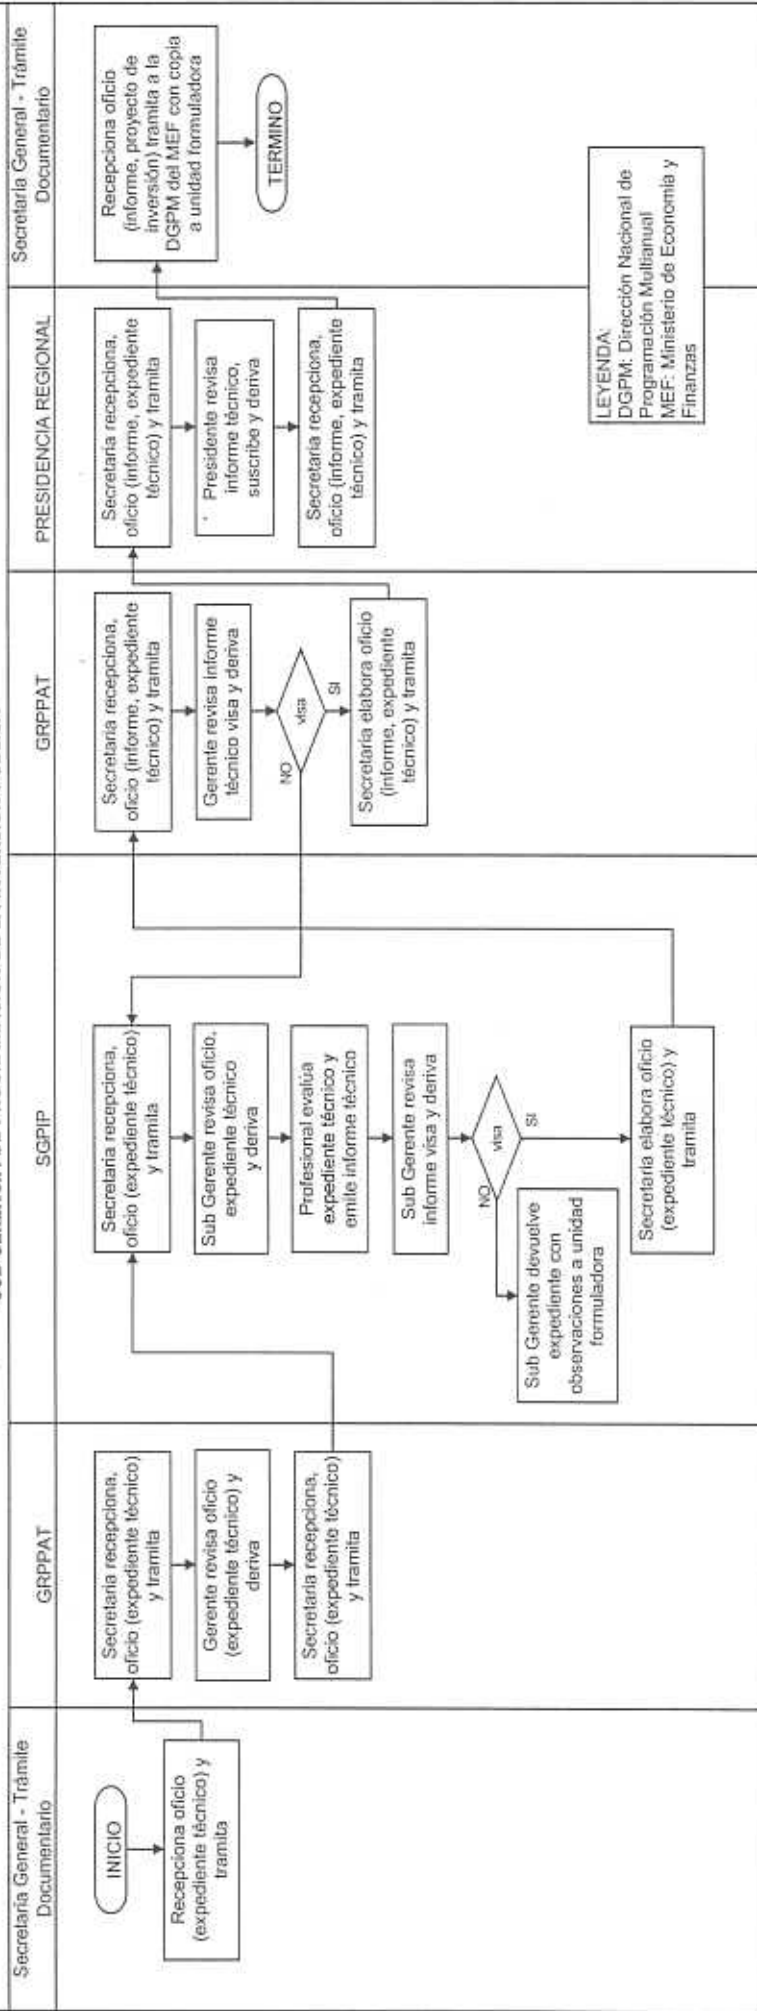 Secretaría General - Trámite
Documentario
GRPPAT
SGPIP
GRPPAT
PRESIDENCIA REGIONAL
Secretaría General - Trámite
Documentario
INICIO
Recepciona oficio
(expediente técnico) y
tramita
Secretaria recepciona,
oficio (expediente técnico)
y tramita
Gerente revisa oficio
(expediente técnico) y
deriva
Secretaria recepciona,
oficio (expediente técnico)
y tramita
Secretaria recepciona,
oficio (expediente técnico)
y tramita
Sub Gerente revisa oficio,
expediente técnico
y deriva
Profesional evalúa
expediente técnico y
emite informe técnico
Sub Gerente revisa
informe visa y deriva
visa
NO
SI
Sub Gerente devuelve
expediente con
observaciones a unidad
formuladora
Secretaria elabora oficio
(expediente técnico) y
tramita
Secretaria recepciona,
oficio (informe, expediente
técnico) y tramita
Gerente revisa informe
técnico visa y deriva
visa
NO
SI
Secretaria elabora oficio
(informe, expediente
técnico) y tramita
Secretaria recepciona,
oficio (informe, expediente
técnico) y tramita
Presidente revisa
informe técnico,
suscribe y deriva
Secretaria recepciona,
oficio (informe, expediente
técnico) y tramita
Recepciona oficio
(informe, proyecto de
inversión) tramita a la
DGPM del MEF con copia
a unidad formuladora
TERMINO
LEYENDA:
DGPM: Dirección Nacional de
Programación Multianual
MEF: Ministerio de Economía y
Finanzas